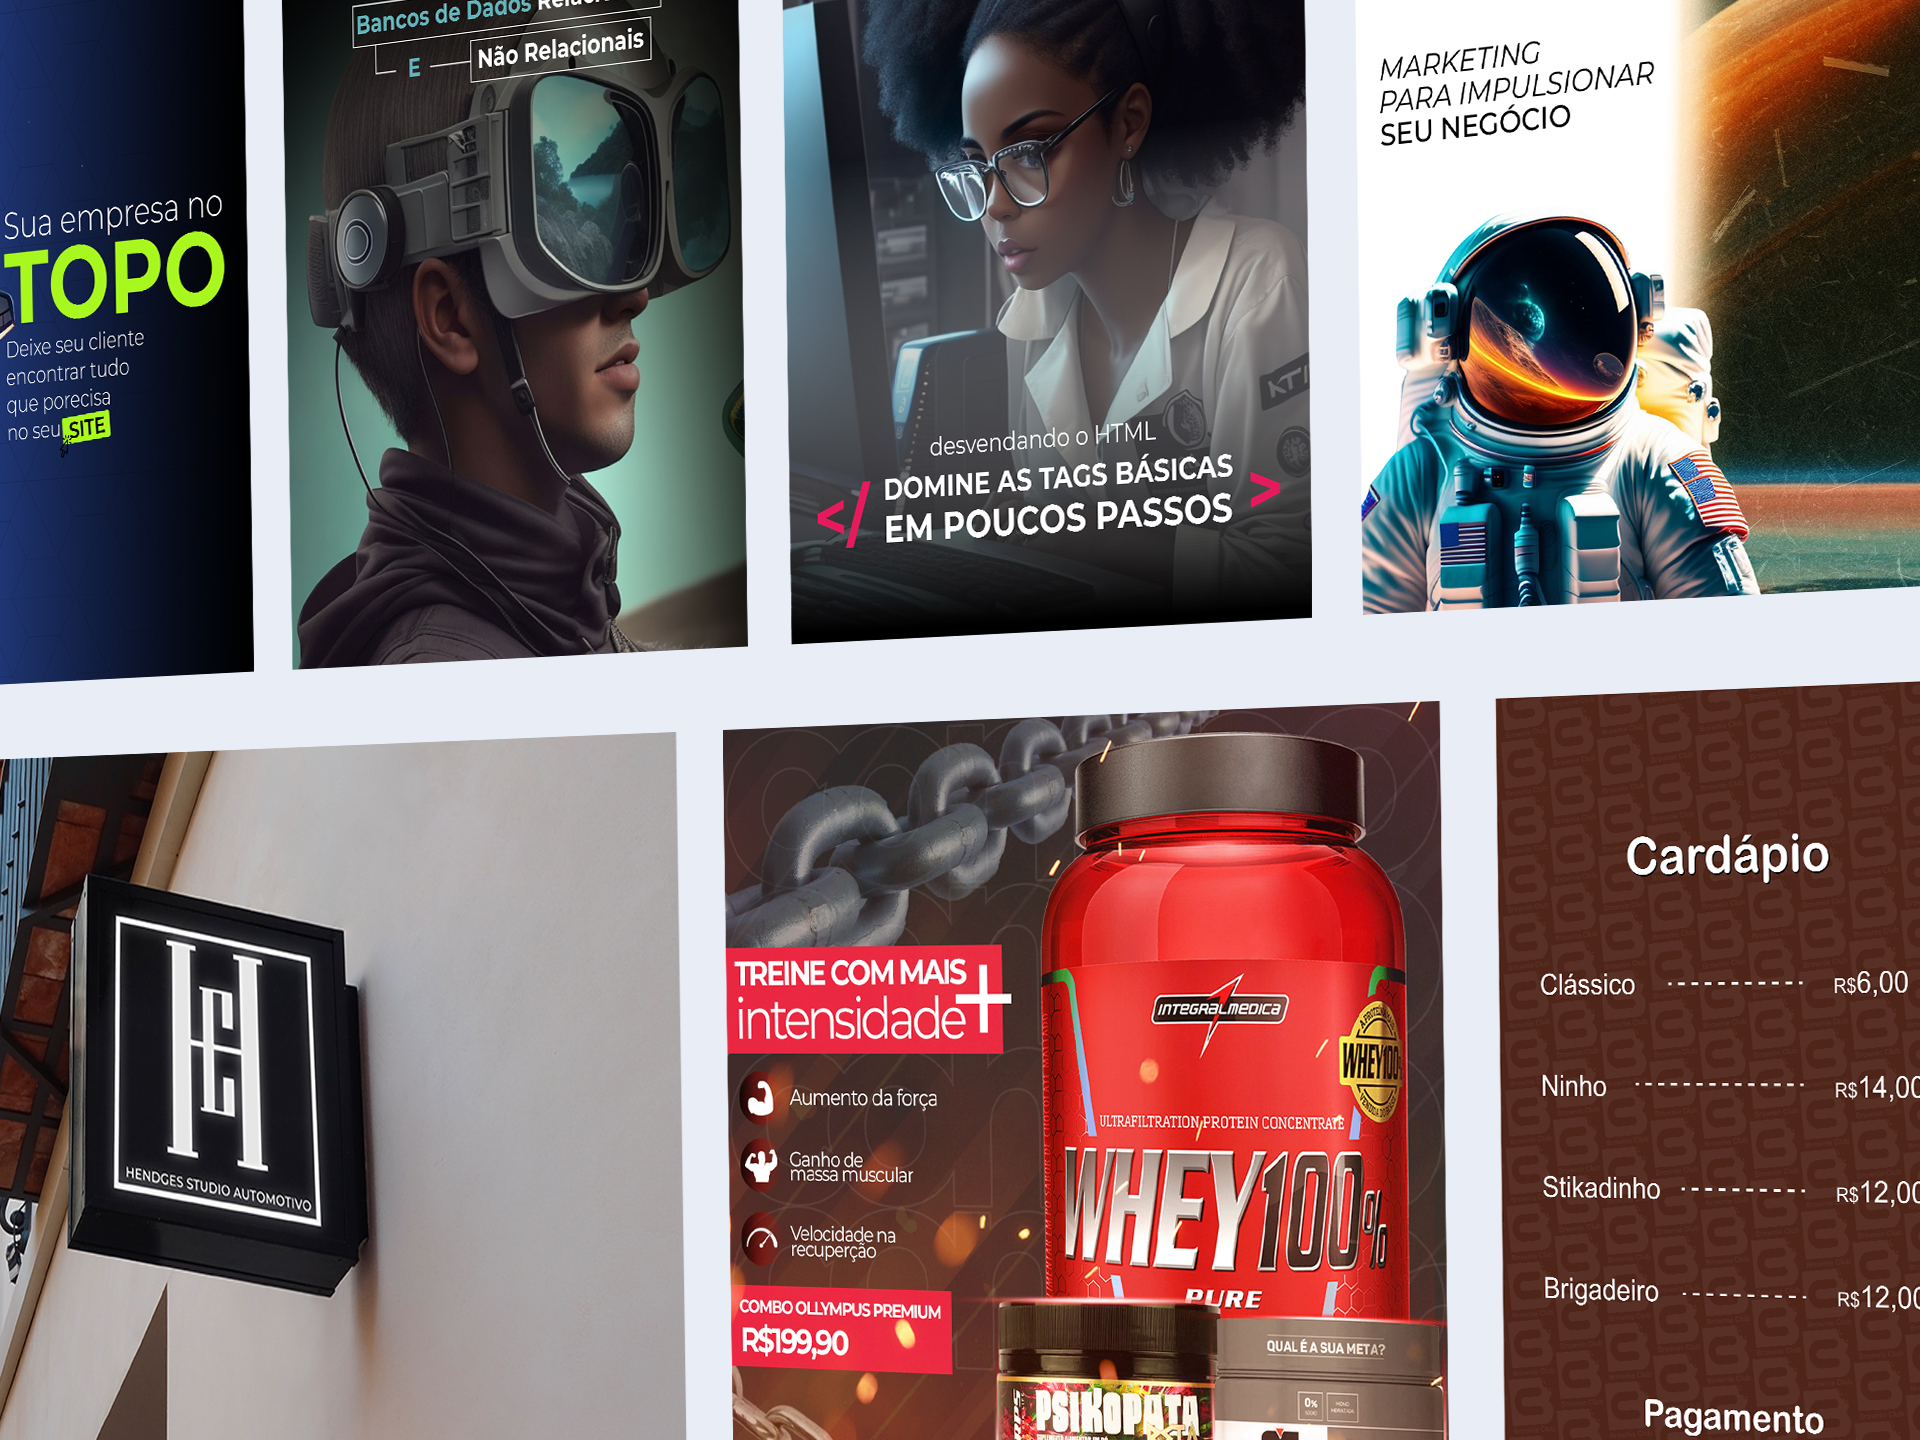 Sua empresa no
TOPO
Deixe seu cliente
encontrar tudo
que porecisa
no seu SITE
Bancos de Dados
E Não Relacionais
desvendando o HTML
</ DOMINE AS TAGS BÁSICAS >
EM POUCOS PASSOS
MARKETING
PARA IMPULSIONAR
SEU NEGÓCIO
HENDGES STUDIO AUTOMOTIVO
TREINE COM MAIS
intensidade+
Aumento da força
Ganho de
massa muscular
Velocidade na
recuperção
COMBO OLLYMPUS PREMIUM
R$199,90
INTEGRALMEDICA
WHEY100%
ULTRAFILTRATION PROTEIN CONCENTRATE
WHEY100%
PURE
QUAL É A SUA META?
0%
PSIKOPATA
Cardápio
Clássico R$6,00
Ninho R$14,00
Stikadinho R$12,00
Brigadeiro R$12,00
Pagamento